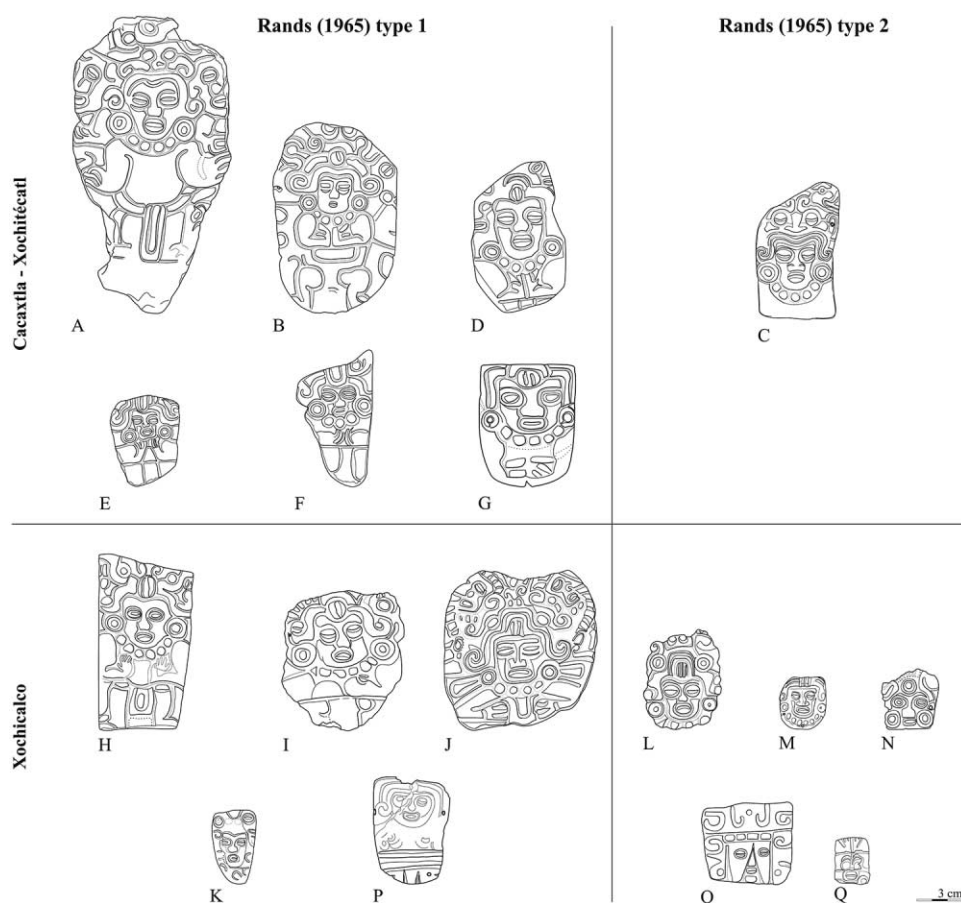 Rands (1965) type 1
Rands (1965) type 2
Cacaxtla - Xochitécatl
A
B
D
C
E
F
G
Xochicalco
H
I
J
L
M
N
K
P
O
Q
3 cm